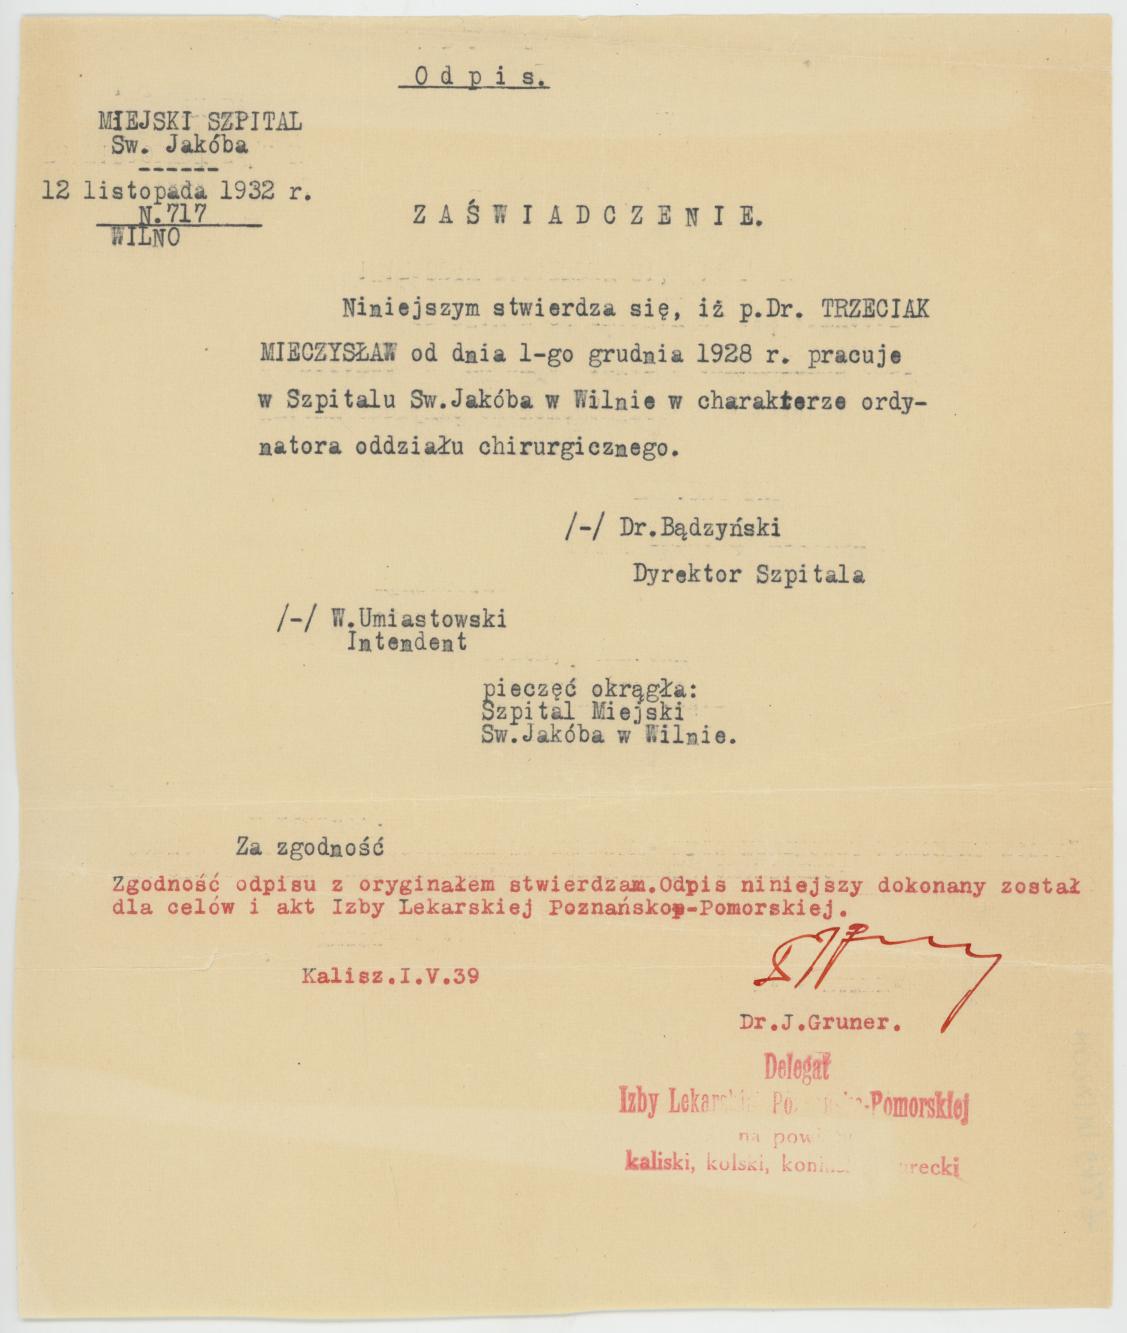 Odpis.
MIEJSKI SZPITAL
Sw. Jakóba
------
12 listopada 1932 r.
N.717
WILNO
ZAŚWIADCZENIE.
Niniejszym stwierdza się, iż p.Dr. TRZECIAK
MIECZYSŁAW od dnia 1-go grudnia 1928 r. pracuje
w Szpitalu Sw.Jakóba w Wilnie w charakterze ordy-
natora oddziału chirurgicznego.
/-/ Dr.Bądzyński
Dyrektor Szpitala
/-/ W.Umiastowski
Intendent
pieczęć okrągła:
Szpital Miejski
Sw.Jakóba w Wilnie.
Za zgodność
Zgodność odpisu z oryginałem stwierdzam.Odpis niniejszy dokonany został
dla celów i akt Izby Lekarskiej Poznańsko-Pomorskiej.
Kalisz.I.V.39
Dr.J.Gruner.
Delegat
Izby -Pomorskiej
na
kaliski, kolski,